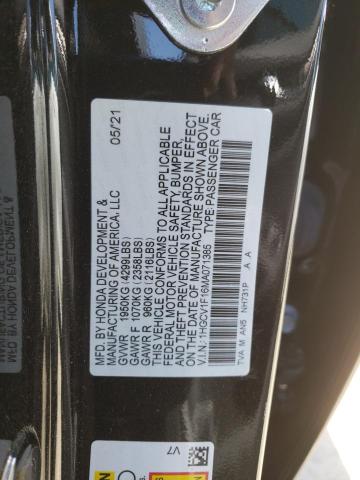 MFD. BY HONDA DEVELOPMENT & 05/21
MANUFACTURING OF AMERICA, LLC
GVWR 1950KG (4299LBS)
GAWR F 1070KG (2358LBS)
GAWR R 960KG (2116LBS)
THIS VEHICLE CONFORMS TO ALL APPLICABLE
FEDERAL MOTOR VEHICLE SAFETY, BUMPER,
AND THEFT PREVENTION STANDARDS IN EFFECT
ON THE DATE OF MANUFACTURE SHOWN ABOVE.
V.I.N.: 1HGCV1F16MA071385 TYPE:PASSENGER CAR
TVA M AN5 NH731P A A
V7